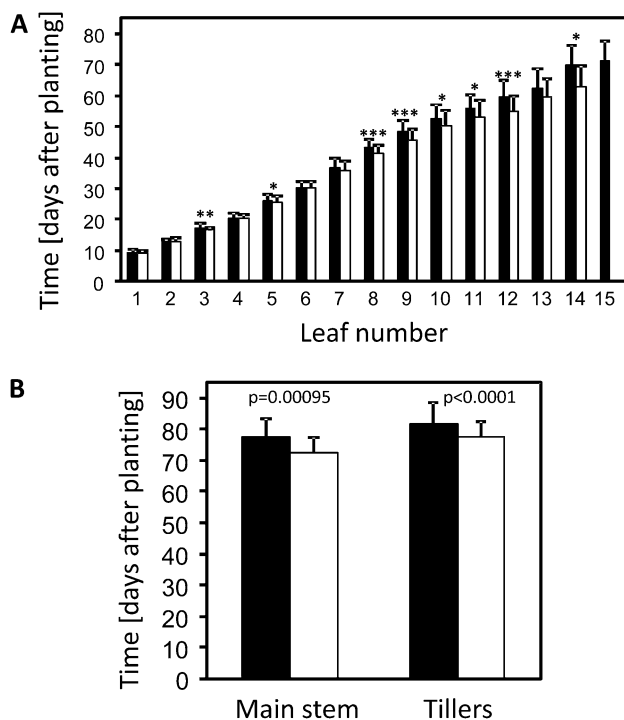 A
Time [days after planting]
80
70
60
50
40
30
20
10
0
** * *** *** * * *** *
1 2 3 4 5 6 7 8 9 10 11 12 13 14 15
Leaf number
B
Time [days after planting]
90
80
70
60
50
40
30
20
10
0
p=0.00095 p<0.0001
Main stem Tillers